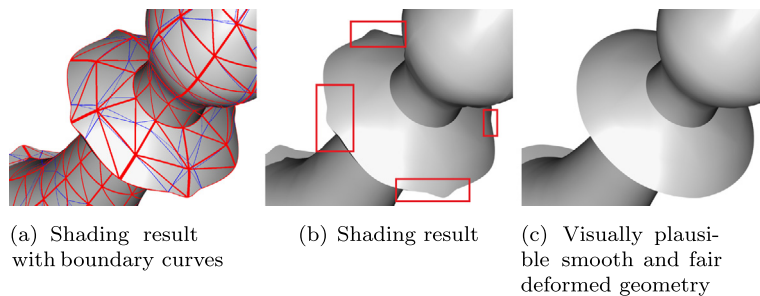 (a) Shading result
with boundary curves
(b) Shading result
(c) Visually plausi-
ble smooth and fair
deformed geometry